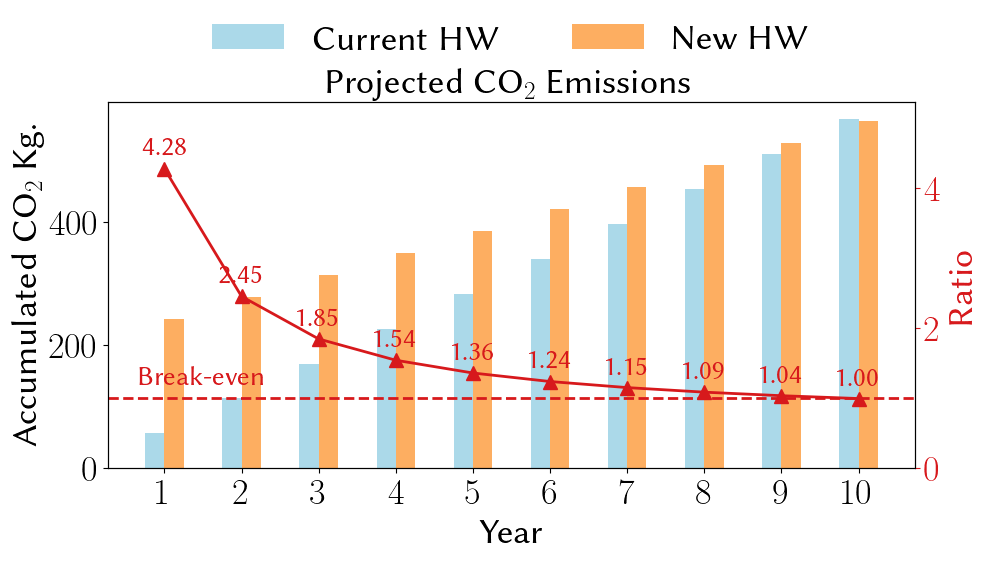 Current HW New HW
Projected CO₂ Emissions
Accumulated CO₂ Kg.
400
200
0
4.28
2.45
1.85
1.54
1.36
1.24
1.15
1.09
1.04
1.00
Break-even
4
2
0
Ratio
1 2 3 4 5 6 7 8 9 10
Year